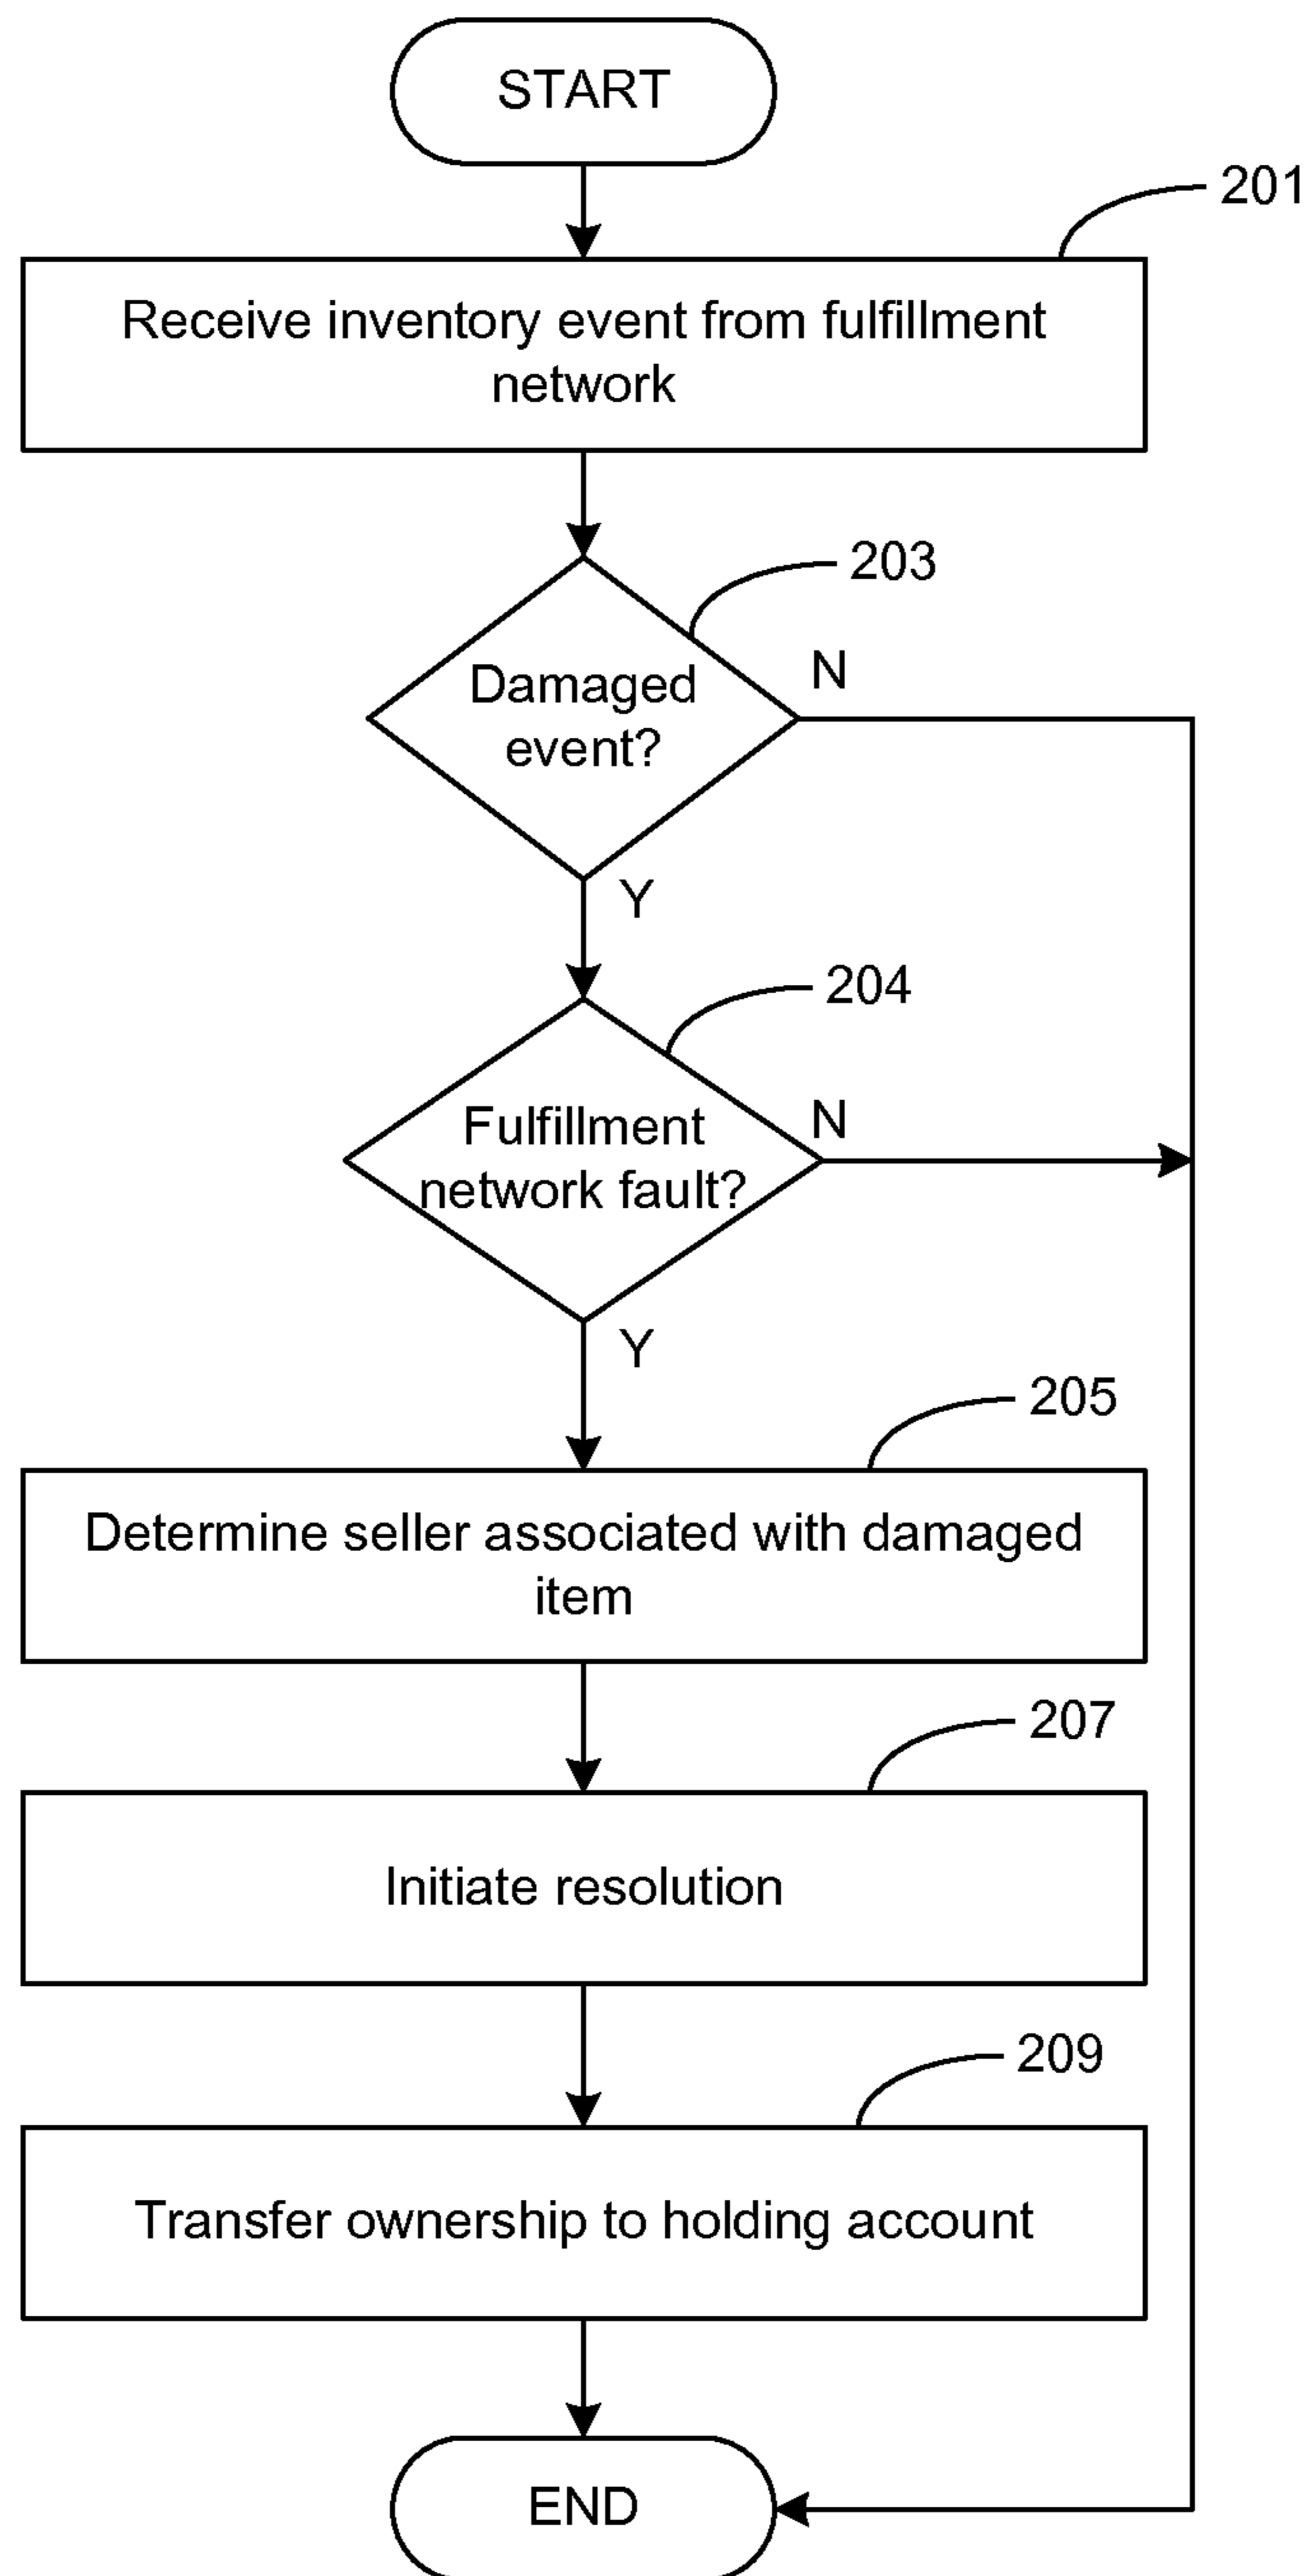 START
201
Receive inventory event from fulfillment
network
203
Damaged
event?
N
Y
204
Fulfillment
network fault?
N
Y
205
Determine seller associated with damaged
item
207
Initiate resolution
209
Transfer ownership to holding account
END